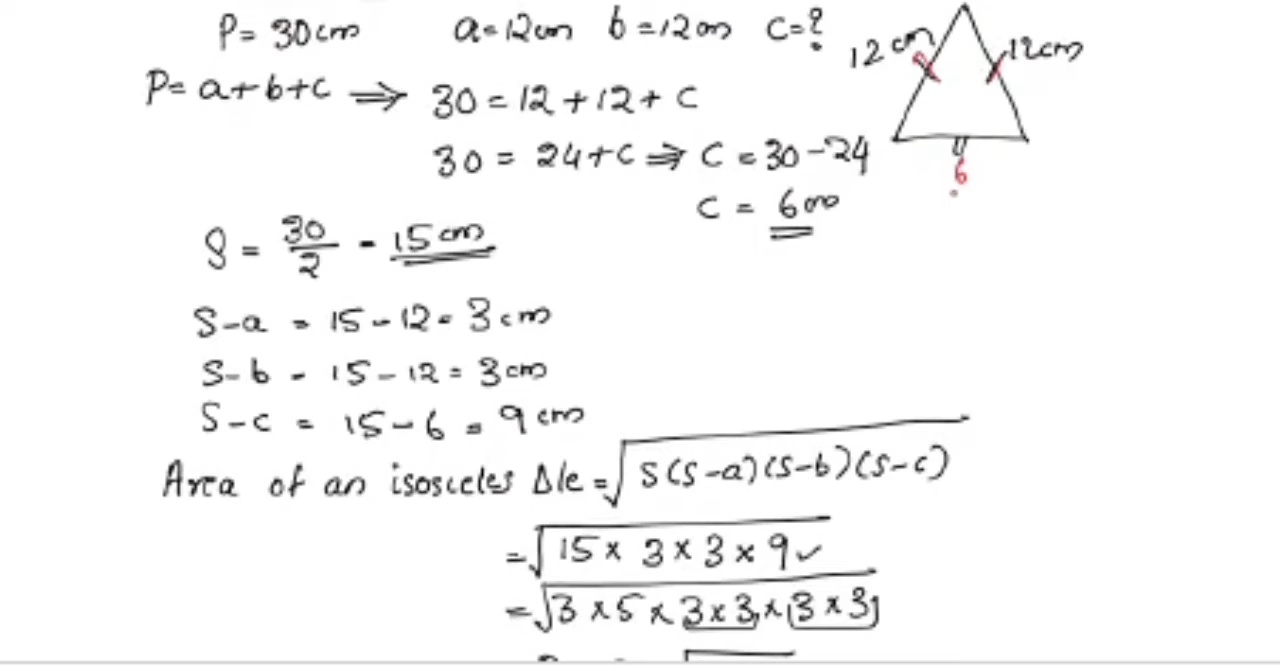 P= 30cm a=12cm b=12cm c=?
12cm 12cm
P= a+b+c ⇒ 30 = 12 + 12 + c
30 = 24+c ⇒ c = 30-24
6
c = 6cm
S = 30/2 = 15cm
S-a = 15-12= 3cm
S-b = 15-12 = 3cm
S-c = 15-6 = 9cm
Area of an isosceles Δle = √S(S-a)(S-b)(S-c)
= √15 × 3 × 3 × 9
= √3 × 5 × 3 × 3 × 3 × 3